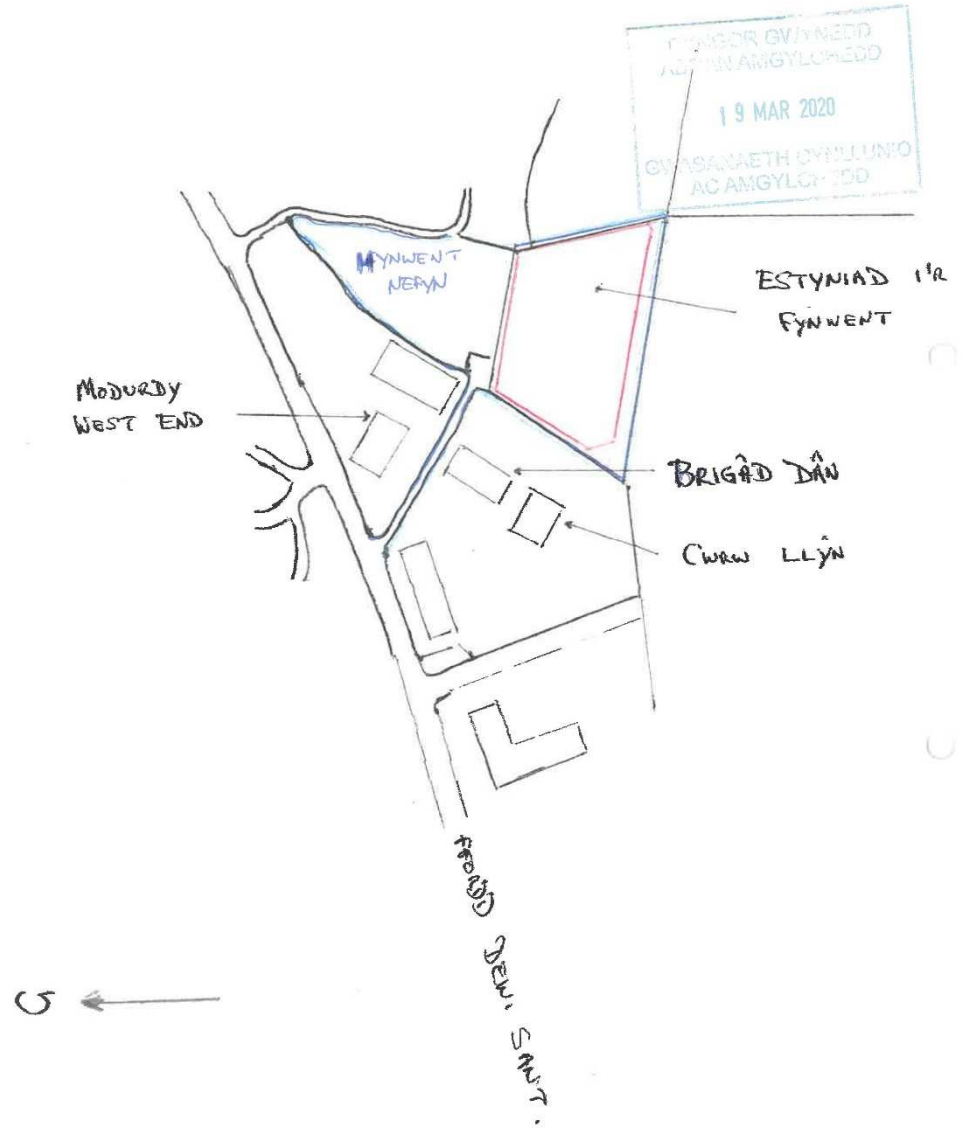 CYNGOR GWYNEDD
ADRAN AMGYLCHEDD
19 MAR 2020
GWASANAETH CYNLLUNIO
AC AMGYLCHEDD
MYNWENT
NEFYN
ESTYNIAD I'R
FYNWENT
MODURDY
WEST END
BRIGÂD DÂN
CWRW LLŶN
FFORDD DEWI SANT.